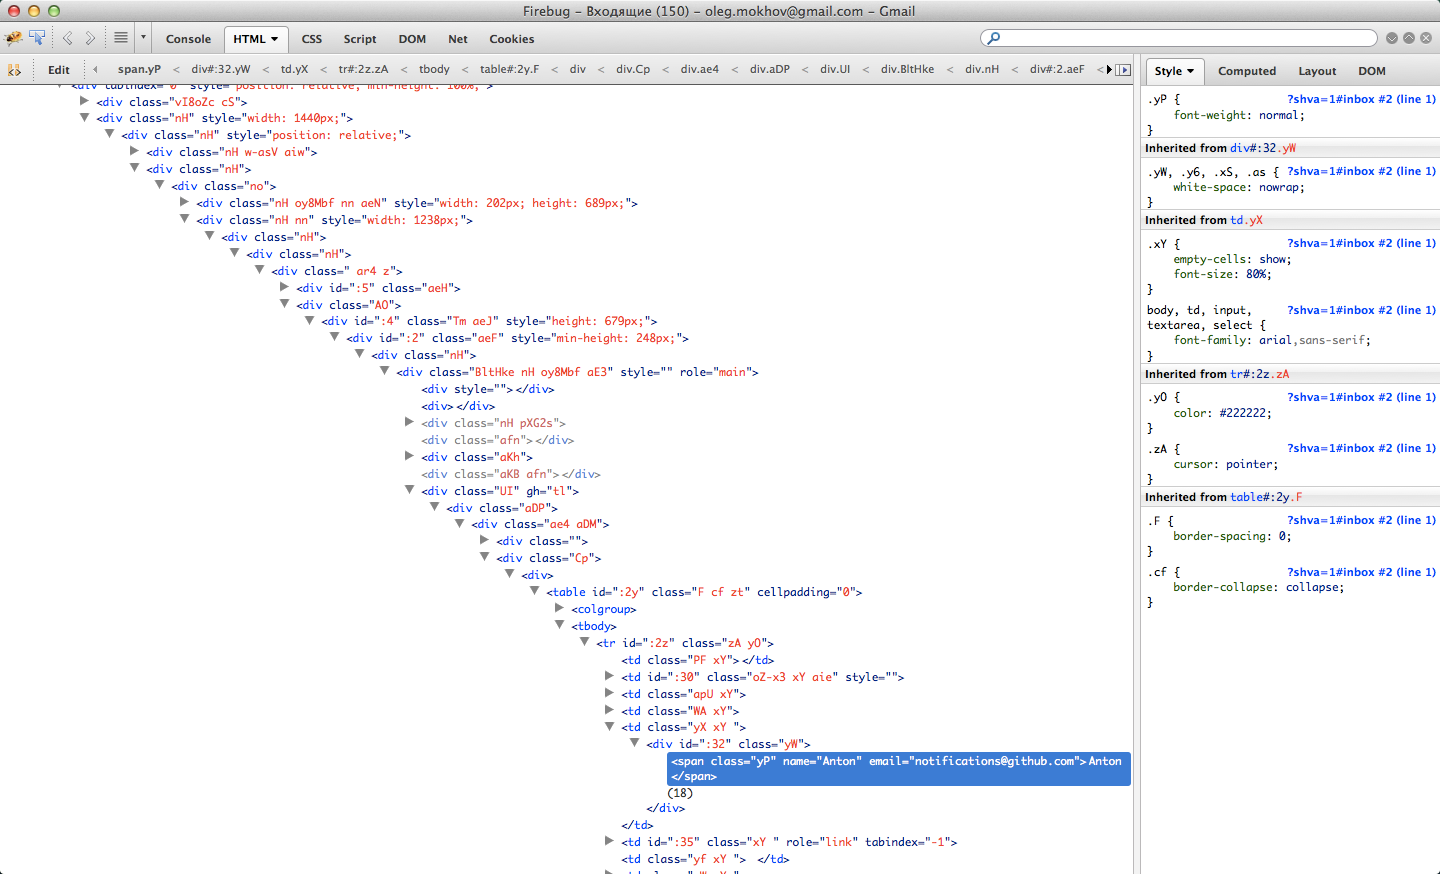 Firebug – Входящие (150) – oleg.mokhov@gmail.com – Gmail
Console HTML CSS Script DOM Net Cookies
Edit span.yP < div#:32.yW < td.yX < tr#:2z.zA < tbody < table#:2y.F < div < div.Cp < div.ae4 < div.aDP < div.UI < div.BltHke < div.nH < div#:2.aeF <
<div tabindex="0" style="position: relative; min-height: 100%;">
<div class="vI8oZc cS">
<div class="nH" style="width: 1440px;">
<div class="nH" style="position: relative;">
<div class="nH w-asV aiw">
<div class="nH">
<div class="no">
<div class="nH oy8Mbf nn aeN" style="width: 202px; height: 689px;">
<div class="nH nn" style="width: 1238px;">
<div class="nH">
<div class="nH">
<div class=" ar4 z">
<div id=":5" class="aeH">
<div class="AO">
<div id=":4" class="Tm aeJ" style="height: 679px;">
<div id=":2" class="aeF" style="min-height: 248px;">
<div class="nH">
<div class="BltHke nH oy8Mbf aE3" style="" role="main">
<div style=""></div>
<div></div>
<div class="nH pXG2s">
<div class="afn"></div>
<div class="aKh">
<div class="aKB afn"></div>
<div class="UI" gh="tl">
<div class="aDP">
<div class="ae4 aDM">
<div class="">
<div class="Cp">
<div>
<table id=":2y" class="F cf zt" cellpadding="0">
<colgroup>
<tbody>
<tr id=":2z" class="zA yO">
<td class="PF xY"></td>
<td id=":30" class="oZ-x3 xY aie" style="">
<td class="apU xY">
<td class="WA xY">
<td class="yX xY ">
<div id=":32" class="yW">
<span class="yP" name="Anton" email="notifications@github.com">Anton
</span>
(18)
</div>
</td>
<td id=":35" class="xY " role="link" tabindex="-1">
<td class="yf xY "> </td>
Style Computed Layout DOM
.yP { ?shva=1#inbox #2 (line 1)
font-weight: normal;
}
Inherited from div#:32.yW
.yW, .y6, .xS, .as { ?shva=1#inbox #2 (line 1)
white-space: nowrap;
}
Inherited from td.yX
.xY { ?shva=1#inbox #2 (line 1)
empty-cells: show;
font-size: 80%;
}
body, td, input, ?shva=1#inbox #2 (line 1)
textarea, select {
font-family: arial,sans-serif;
}
Inherited from tr#:2z.zA
.yO { ?shva=1#inbox #2 (line 1)
color: #222222;
}
.zA { ?shva=1#inbox #2 (line 1)
cursor: pointer;
}
Inherited from table#:2y.F
.F { ?shva=1#inbox #2 (line 1)
border-spacing: 0;
}
.cf { ?shva=1#inbox #2 (line 1)
border-collapse: collapse;
}